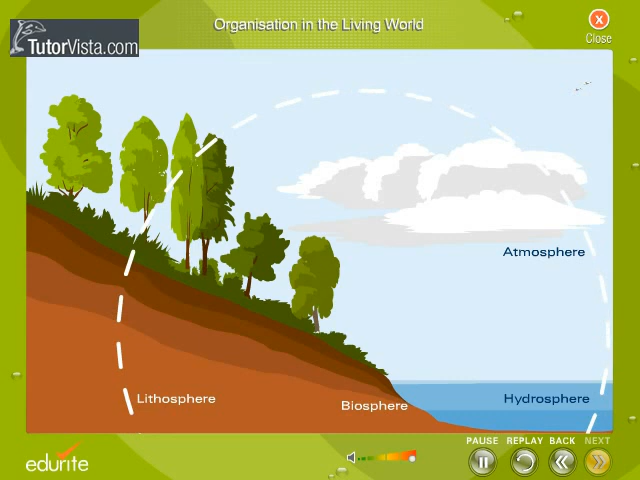 Organisation in the Living World
TutorVista.com
X
Close
Atmosphere
Lithosphere
Biosphere
Hydrosphere
PAUSE REPLAY BACK NEXT
edurite